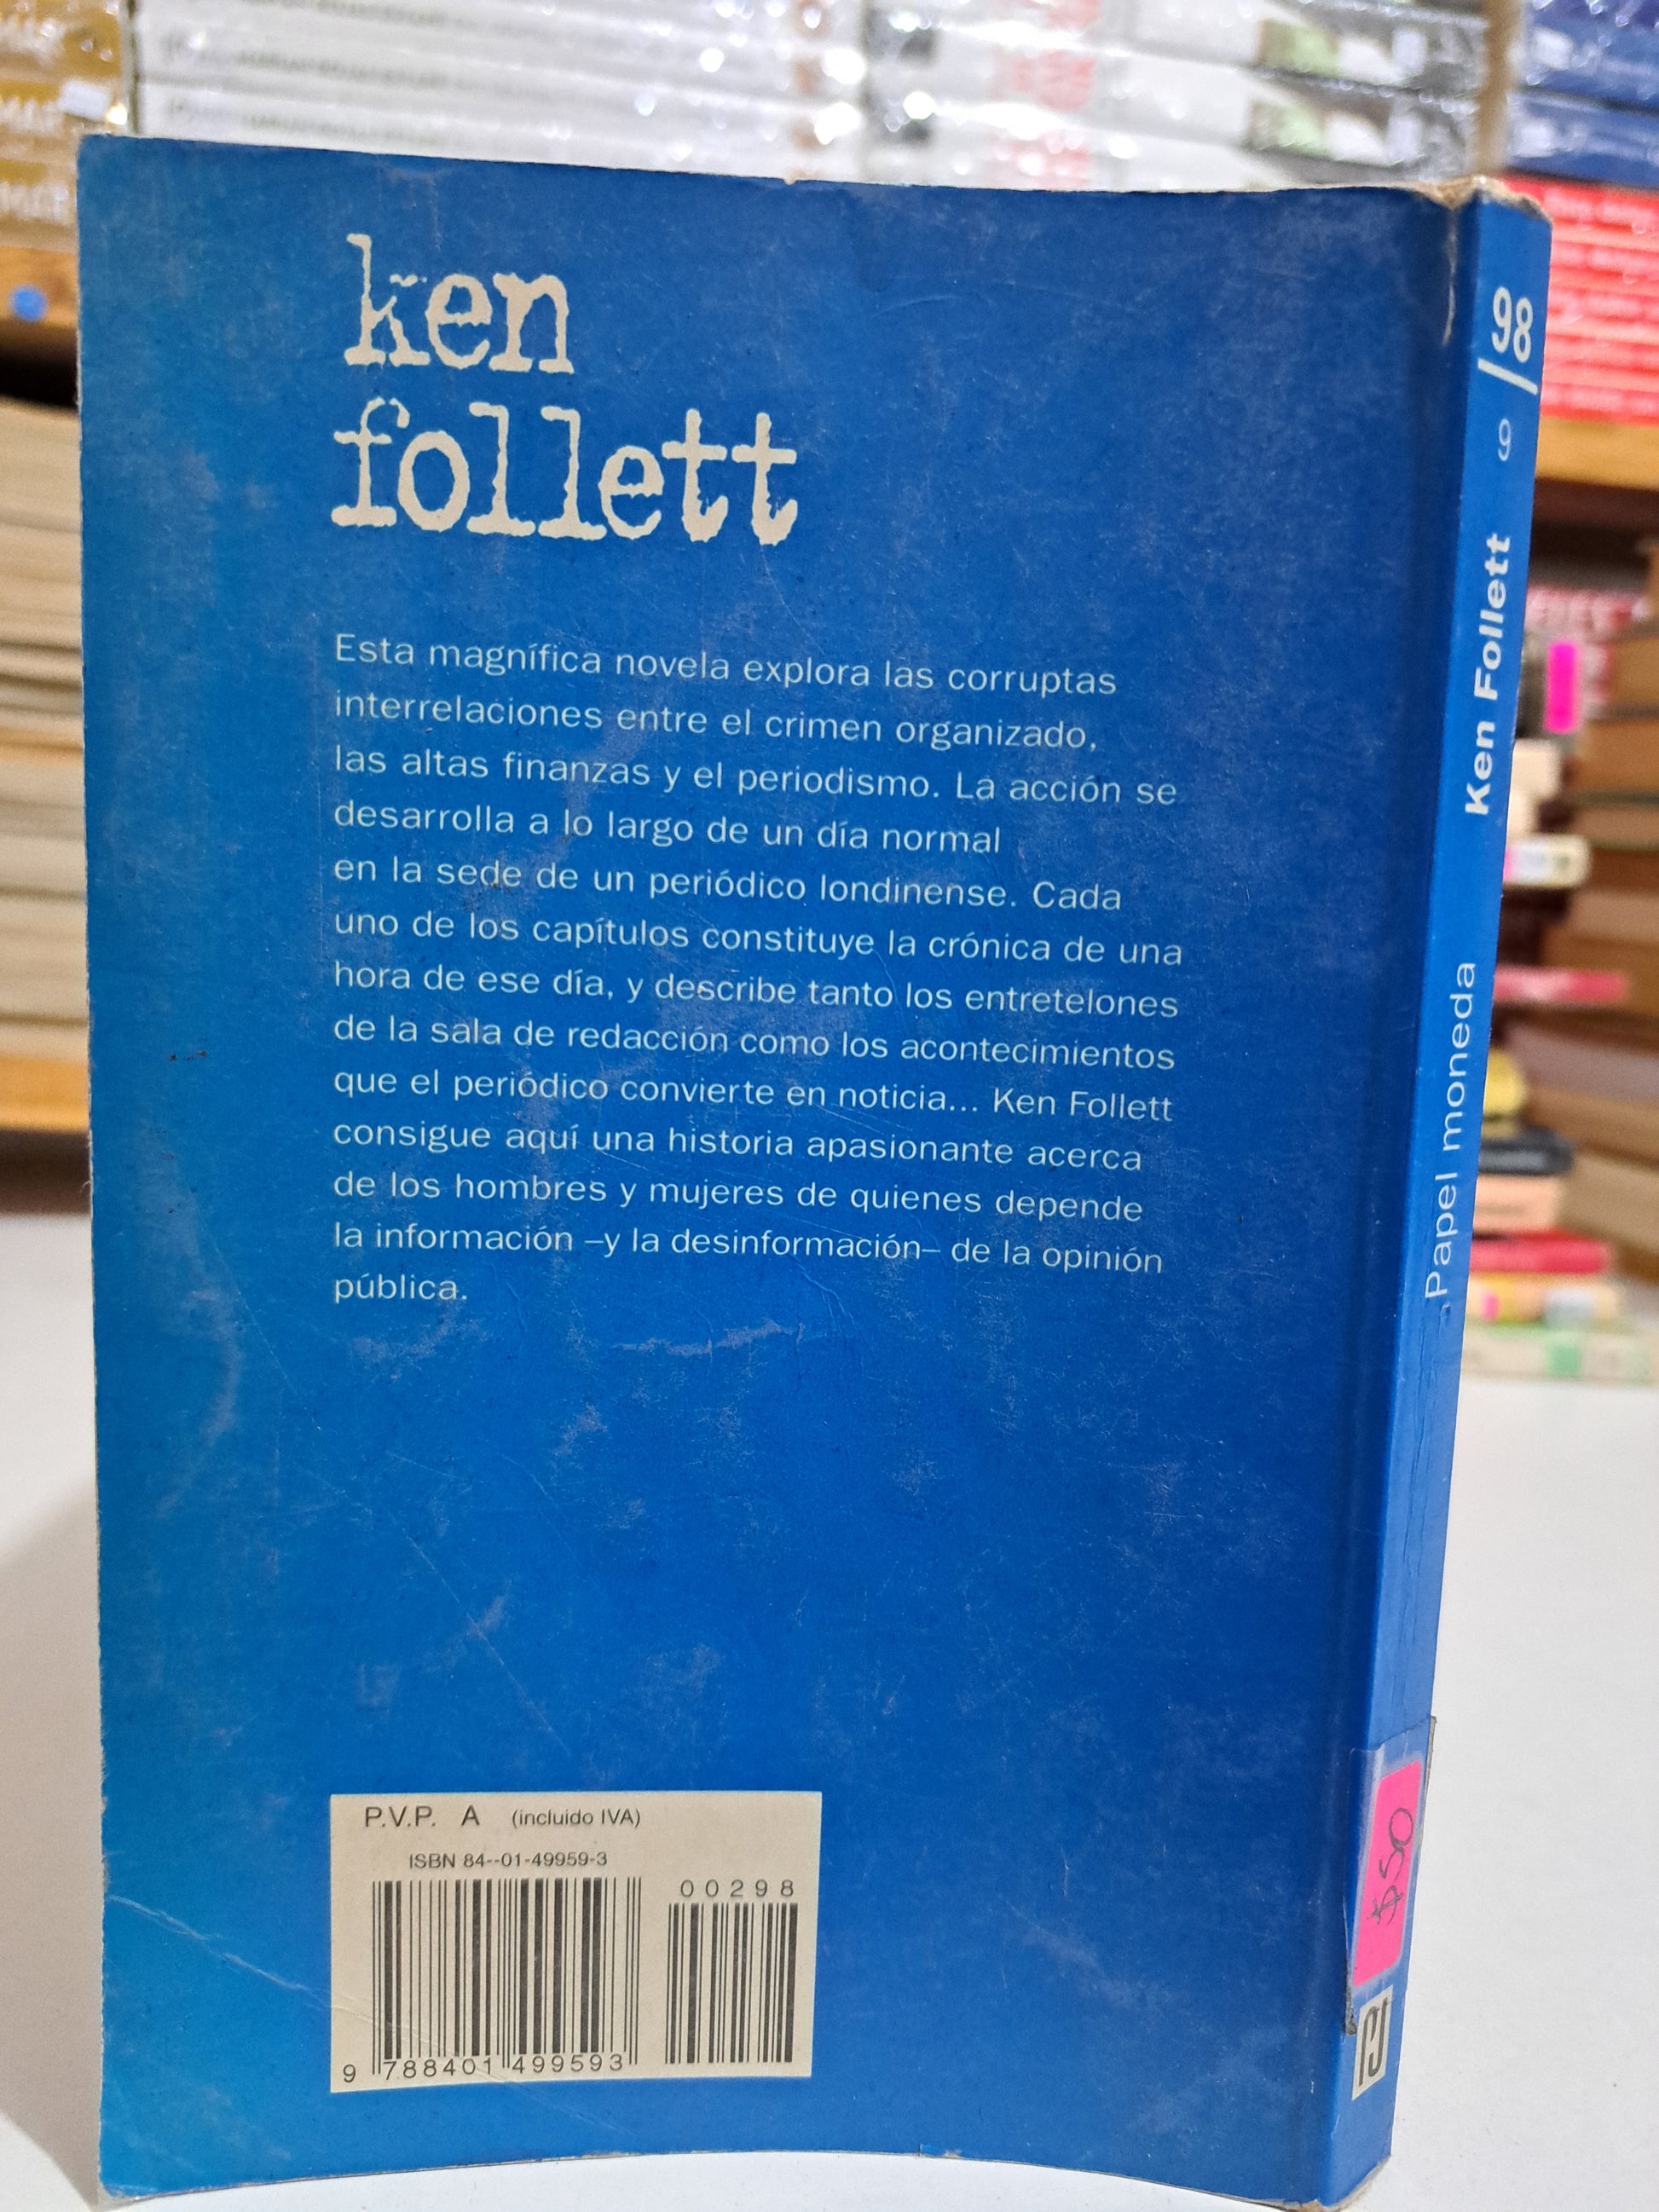 ken
follett
Esta magnífica novela explora las corruptas
interrelaciones entre el crimen organizado,
las altas finanzas y el periodismo. La acción se
desarrolla a lo largo de un día normal
en la sede de un periódico londinense. Cada
uno de los capítulos constituye la crónica de una
hora de ese día, y describe tanto los entretelones
de la sala de redacción como los acontecimientos
que el periódico convierte en noticia... Ken Follett
consigue aquí una historia apasionante acerca
de los hombres y mujeres de quienes depende
la información –y la desinformación– de la opinión
pública.
P.V.P. A (incluido IVA)
ISBN 84--01-49959-3
00298
9 788401 499593
98
6
Ken Follett
Papel moneda
$50